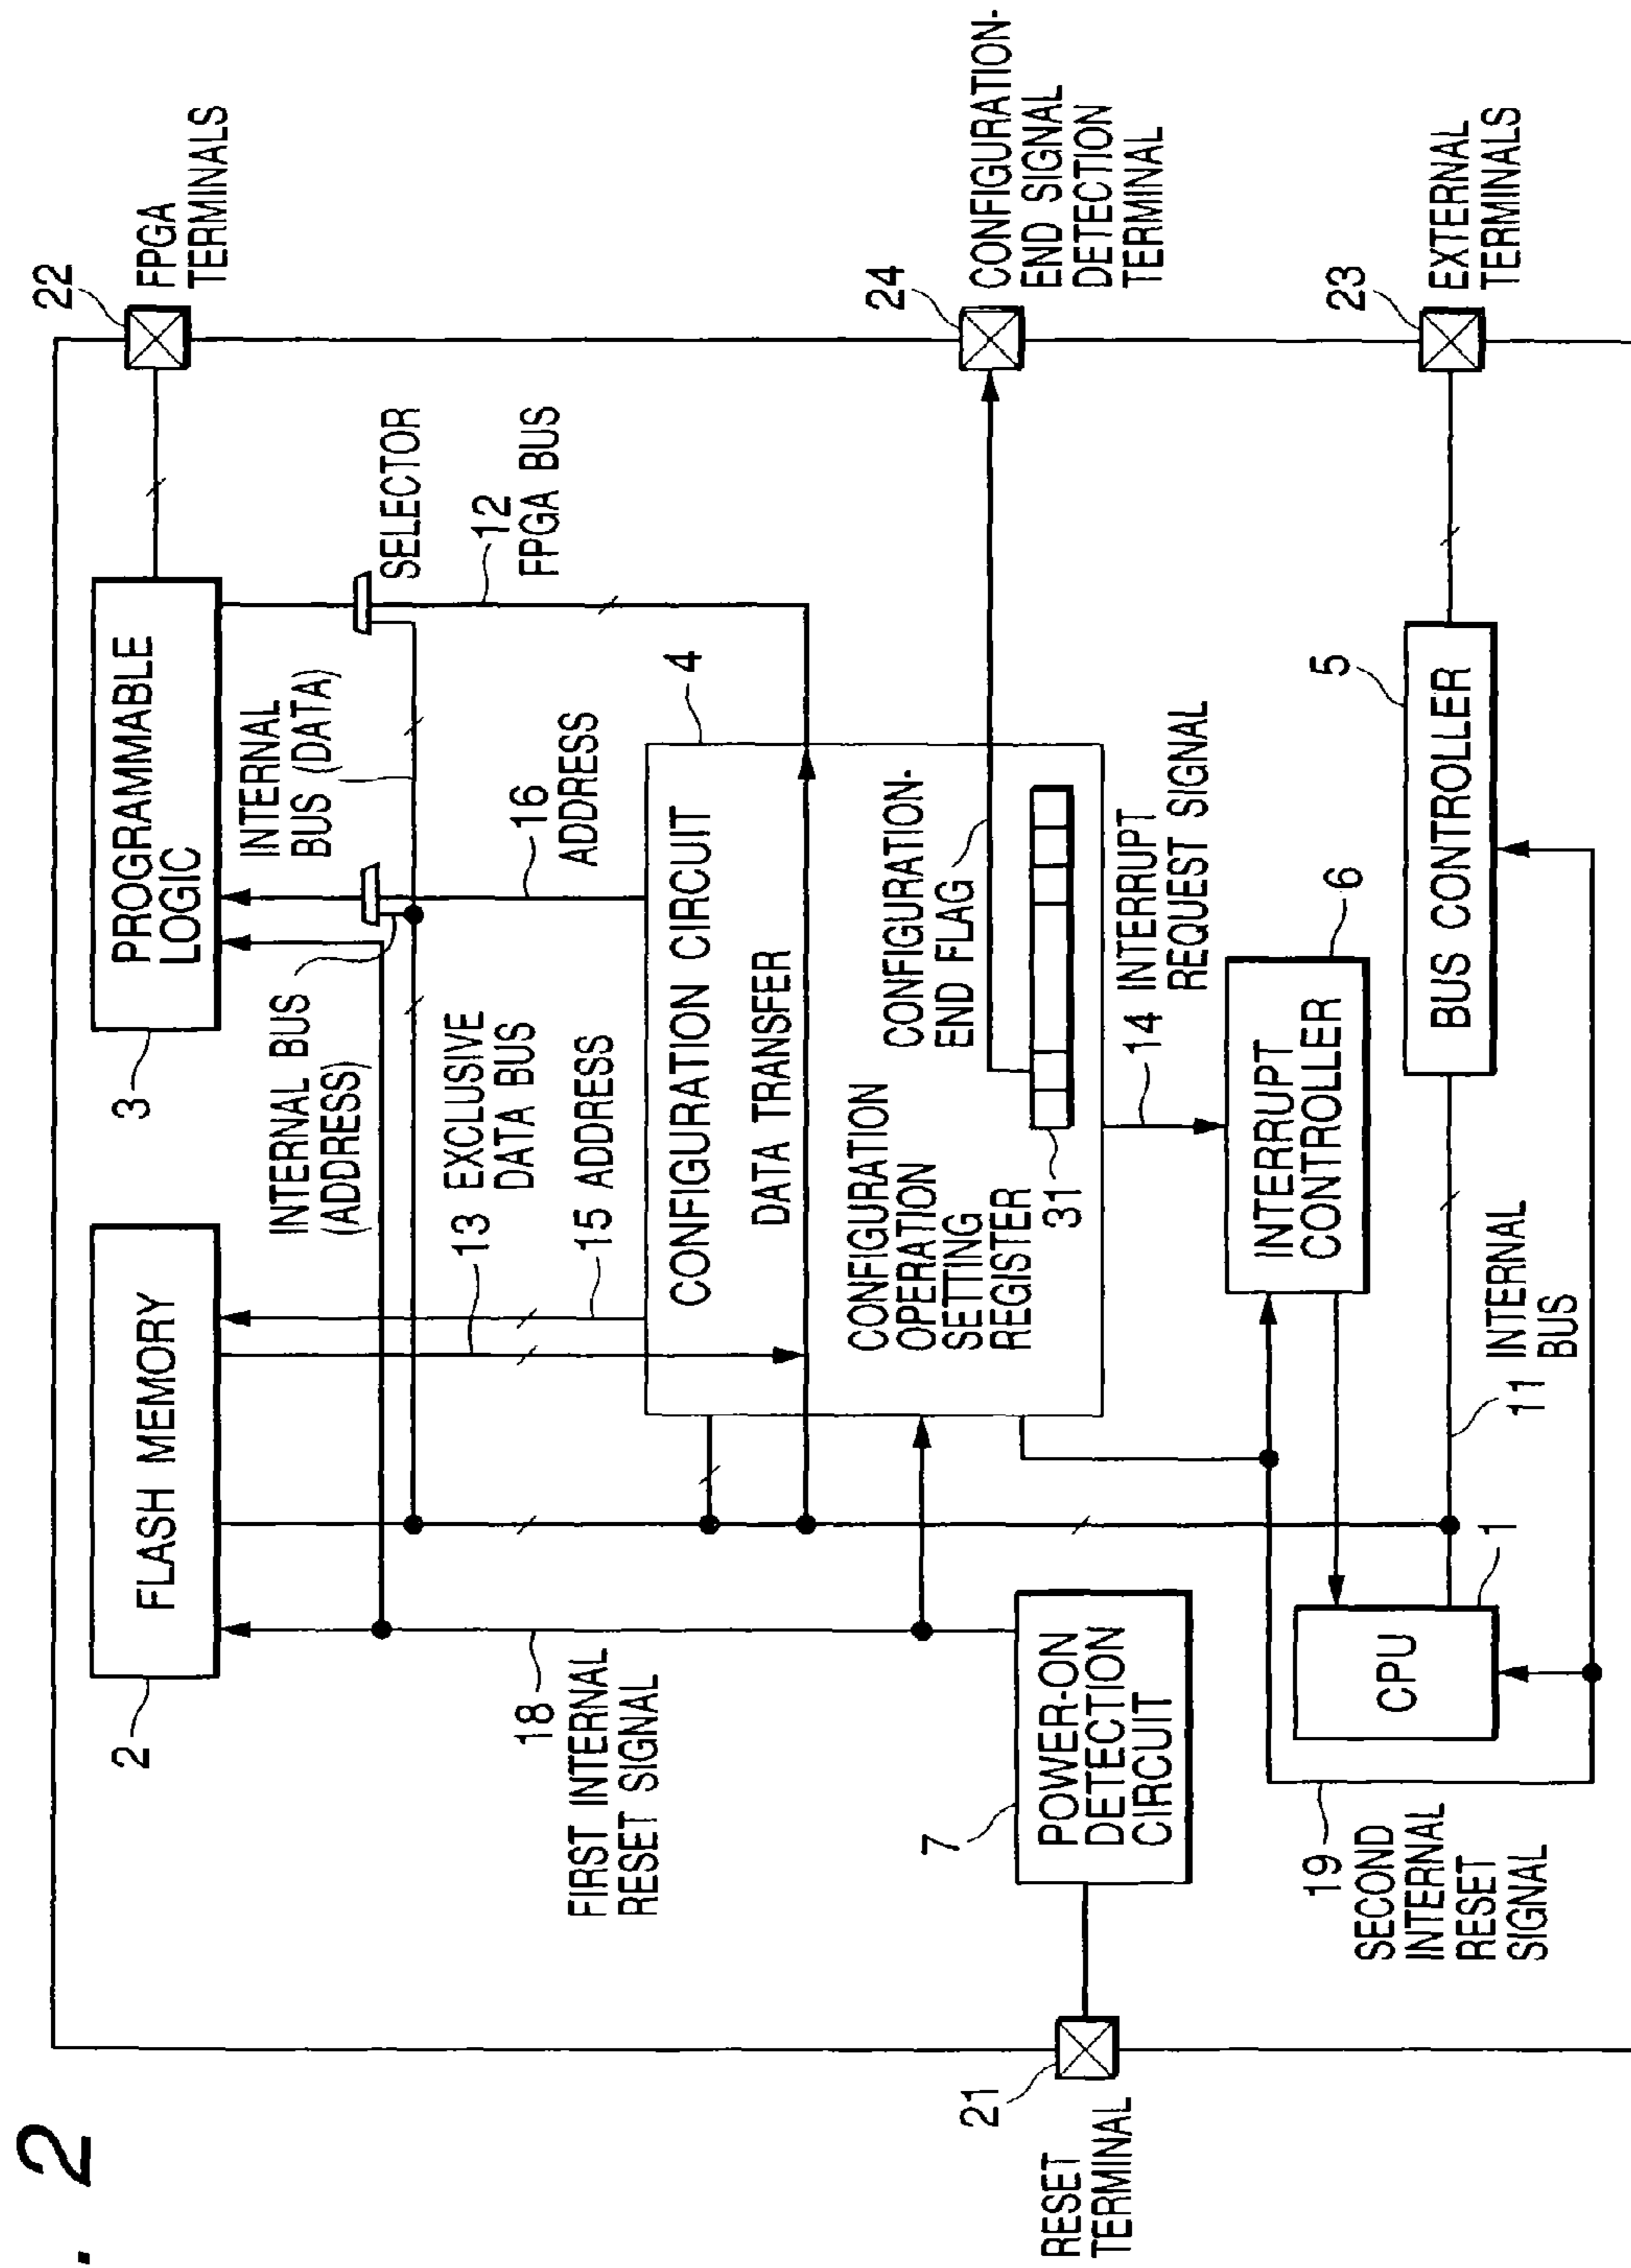 . 2
2
FLASH MEMORY
3
PROGRAMMABLE
LOGIC
22
FPGA
TERMINALS
INTERNAL BUS
(ADDRESS)
INTERNAL
BUS (DATA)
SELECTOR
18
FIRST INTERNAL
RESET SIGNAL
13 EXCLUSIVE
DATA BUS
15 ADDRESS
16
ADDRESS
12
FPGA BUS
4
CONFIGURATION CIRCUIT
DATA TRANSFER
CONFIGURATION
OPERATION
SETTING
REGISTER
CONFIGURATION-
END FLAG
31
24
CONFIGURATION-
END SIGNAL
DETECTION
TERMINAL
21
RESET
TERMINAL
7
POWER-ON
DETECTION
CIRCUIT
14 INTERRUPT
REQUEST SIGNAL
6
INTERRUPT
CONTROLLER
19
SECOND
INTERNAL
RESET
SIGNAL
CPU
1
11
INTERNAL
BUS
5
BUS CONTROLLER
23
EXTERNAL
TERMINALS